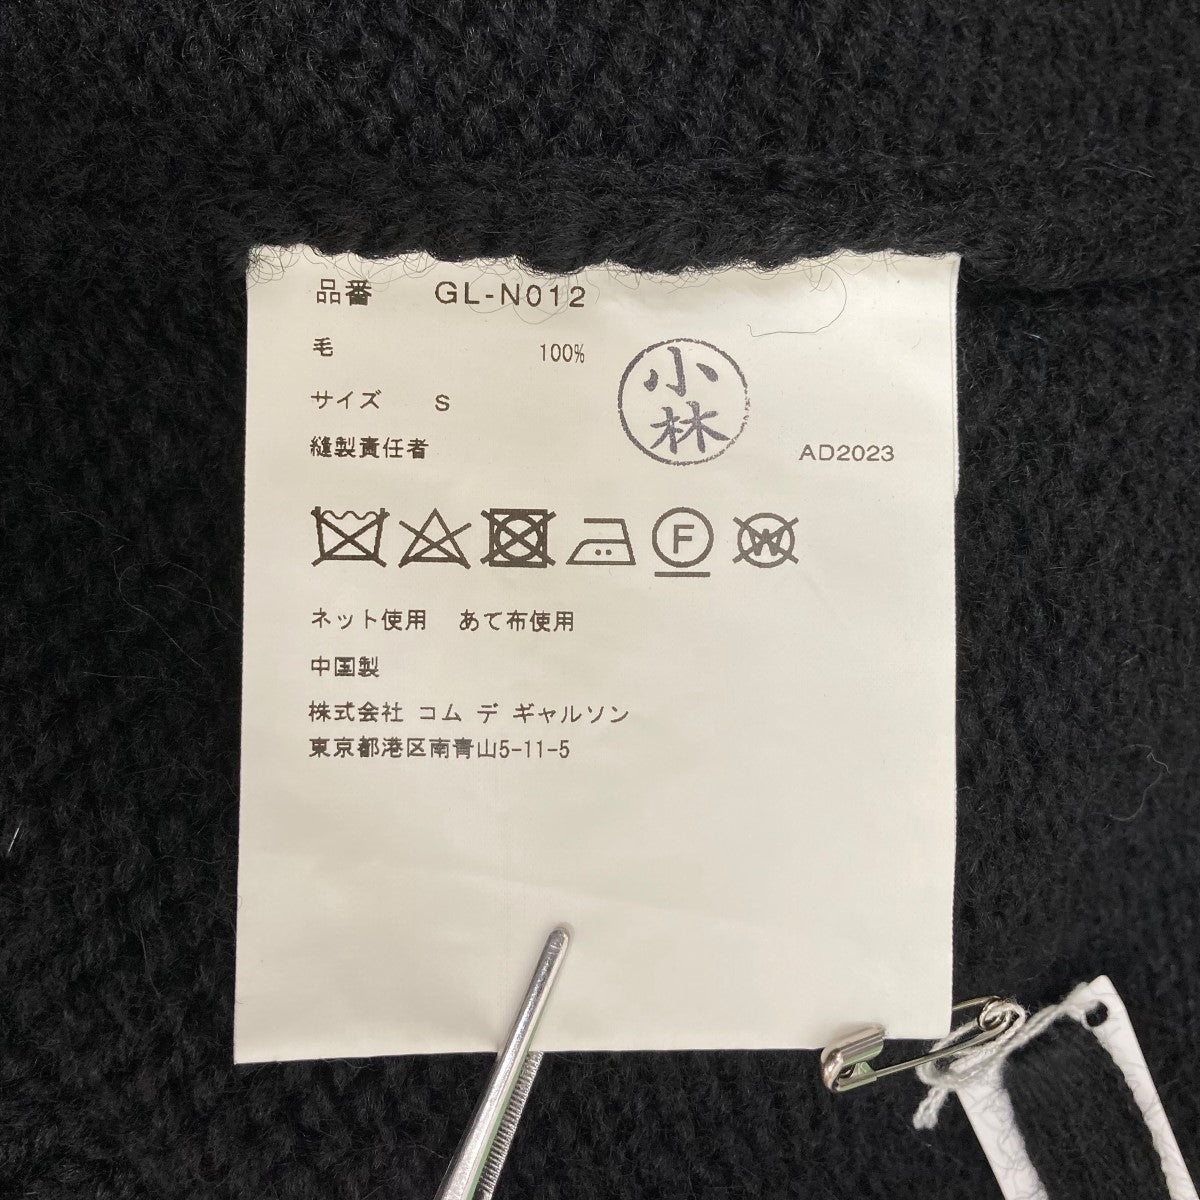 品番 GL-N012
毛 100%
小林
サイズ S
縫製責任者
AD2023
F
W
ネット使用 あて布使用
中国製
株式会社 コム デ ギャルソン
東京都港区南青山5-11-5